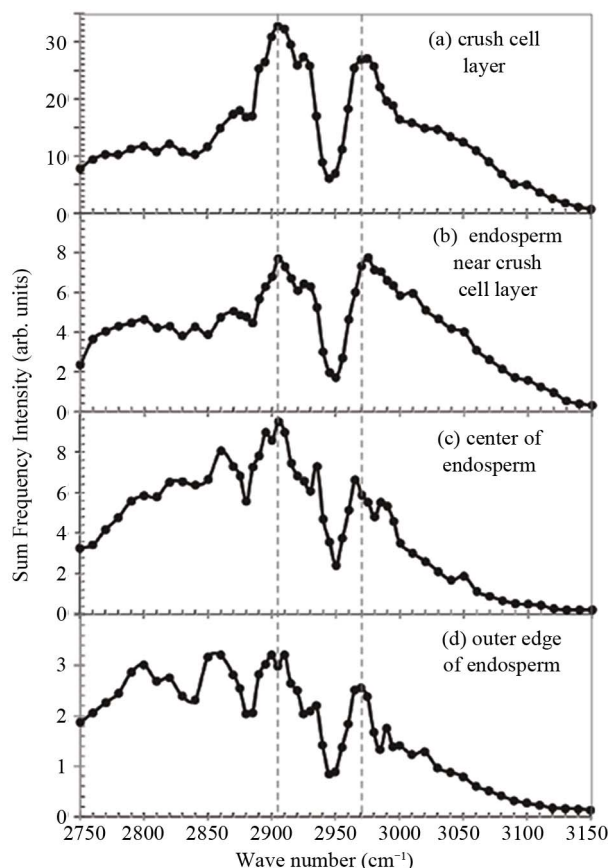 30
20
10
0
(a) crush cell
layer
8
6
4
2
0
(b) endosperm
near crush
cell layer
8
6
4
2
0
(c) center of
endosperm
3
2
1
0
(d) outer edge
of endosperm
Sum Frequency Intensity (arb. units)
2750 2800 2850 2900 2950 3000 3050 3100 3150
Wave number (cm⁻¹)